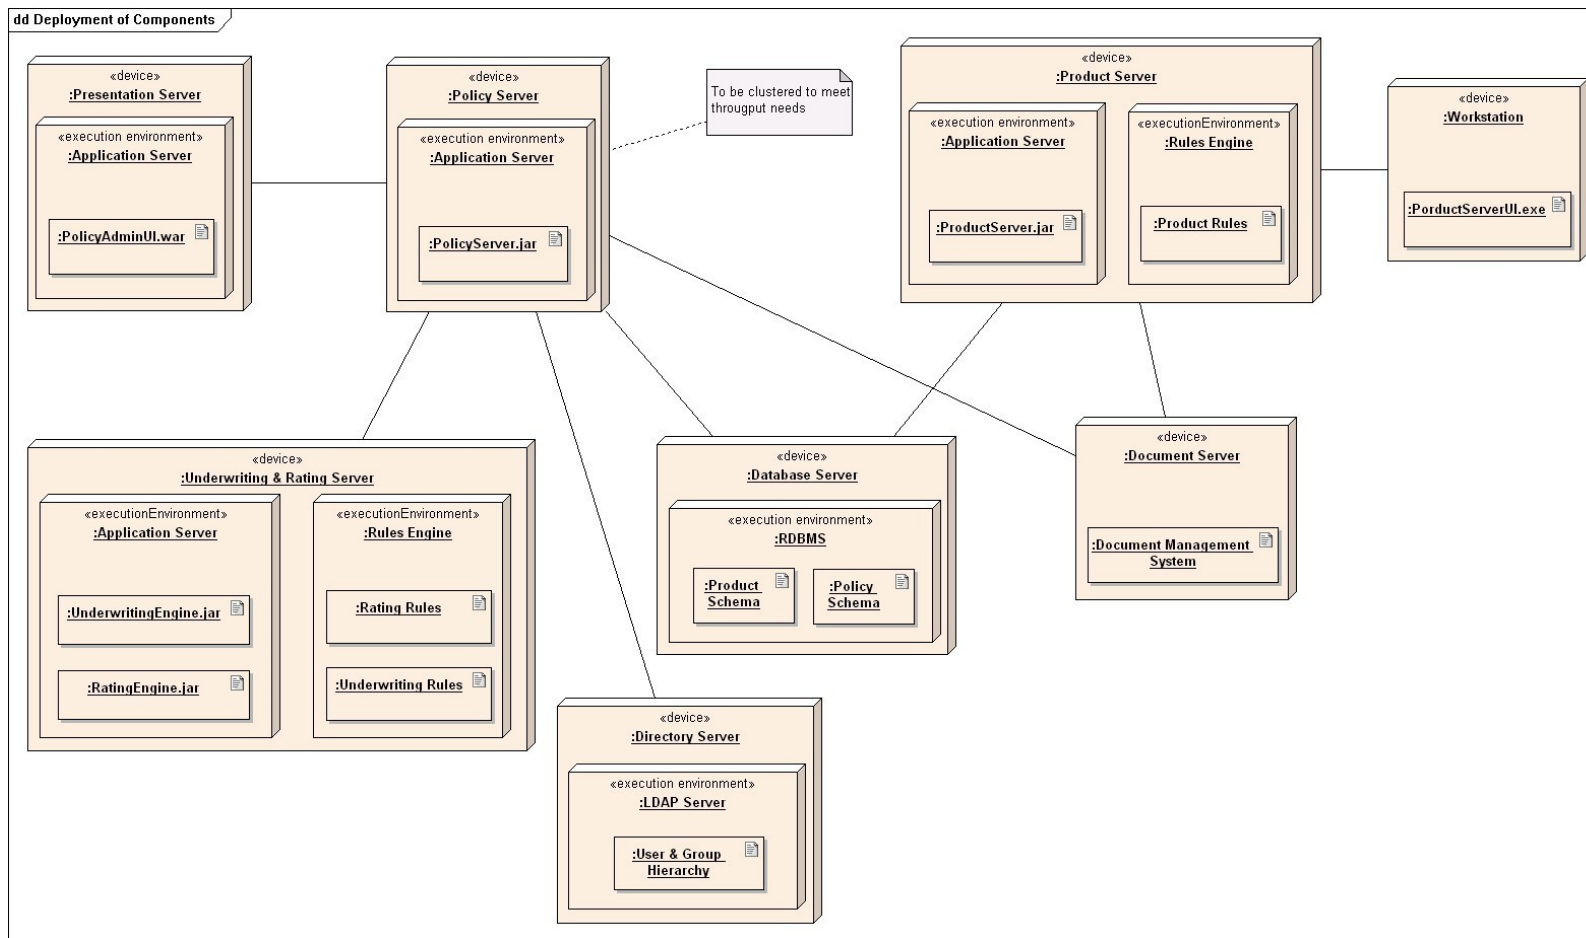 dd Deployment of Components
«device»
:Presentation Server
«execution environment»
:Application Server
:PolicyAdminUI.war
«device»
:Policy Server
«execution environment»
:Application Server
:PolicyServer.jar
To be clustered to meet
througput needs
«device»
:Product Server
«execution environment»
:Application Server
:ProductServer.jar
«executionEnvironment»
:Rules Engine
:Product Rules
«device»
:Workstation
:PorductServerUI.exe
«device»
:Underwriting & Rating Server
«executionEnvironment»
:Application Server
:UnderwritingEngine.jar
:RatingEngine.jar
«executionEnvironment»
:Rules Engine
:Rating Rules
:Underwriting Rules
«device»
:Database Server
«execution environment»
:RDBMS
:Product
Schema
:Policy
Schema
«device»
:Document Server
:Document Management
System
«device»
:Directory Server
«execution environment»
:LDAP Server
:User & Group
Hierarchy